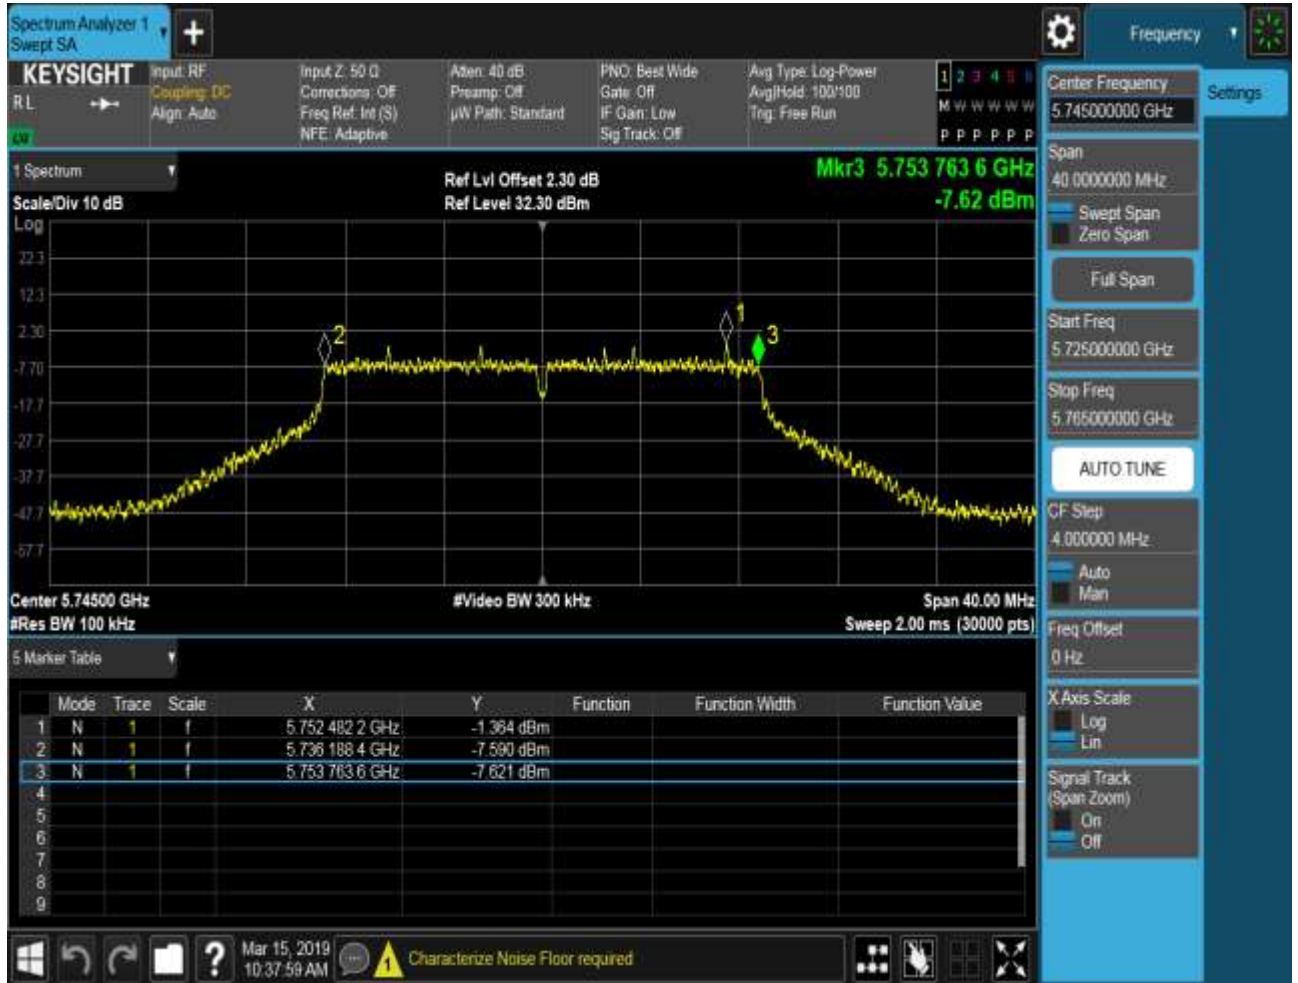 Spectrum Analyzer 1
Swept SA
+
Frequency
KEYSIGHT
RL
Input: RF
Coupling: DC
Align: Auto
Input Z: 50 Ω
Corrections: Off
Freq Ref: Int (S)
NFE: Adaptive
Atten: 40 dB
Preamp: Off
µW Path: Standard
PNO: Best Wide
Gate: Off
IF Gain: Low
Sig Track: Off
Avg Type: Log-Power
Avg|Hold: 100/100
Trig: Free Run
1 2 3 4 5 6
M W W W W W
P P P P P P
1 Spectrum
Scale/Div 10 dB
Log
Ref Lvl Offset 2.30 dB
Ref Level 32.30 dBm
Mkr3 5.753 763 6 GHz
-7.62 dBm
22.3
12.3
2.30
-7.70
-17.7
-27.7
-37.7
-47.7
-57.7
2
1
3
Center 5.74500 GHz
#Res BW 100 kHz
#Video BW 300 kHz
Span 40.00 MHz
Sweep 2.00 ms (30000 pts)
5 Marker Table
Mode Trace Scale X Y Function Function Width Function Value
1 N 1 f 5.752 482 2 GHz -1.364 dBm
2 N 1 f 5.736 188 4 GHz -7.590 dBm
3 N 1 f 5.753 763 6 GHz -7.621 dBm
4
5
6
7
8
9
Mar 15, 2019
10:37:59 AM
1
Characterize Noise Floor required
Center Frequency
5.745000000 GHz
Settings
Span
40.0000000 MHz
Swept Span
Zero Span
Full Span
Start Freq
5.725000000 GHz
Stop Freq
5.765000000 GHz
AUTO TUNE
CF Step
4.000000 MHz
Auto
Man
Freq Offset
0 Hz
X Axis Scale
Log
Lin
Signal Track
(Span Zoom)
On
Off